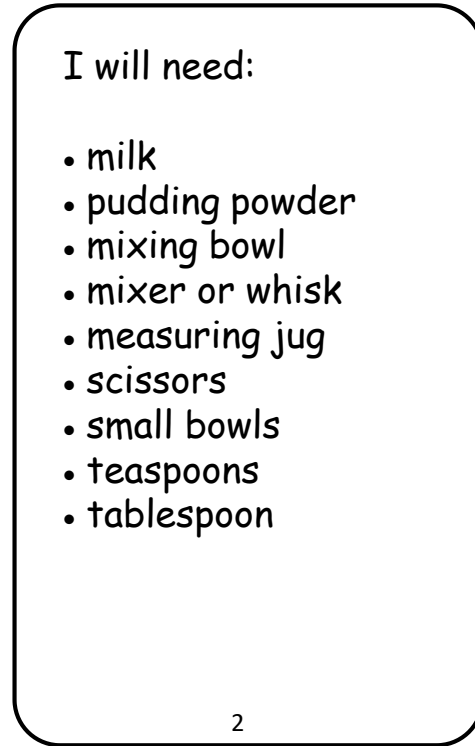 I will need:
• milk
• pudding powder
• mixing bowl
• mixer or whisk
• measuring jug
• scissors
• small bowls
• teaspoons
• tablespoon
2